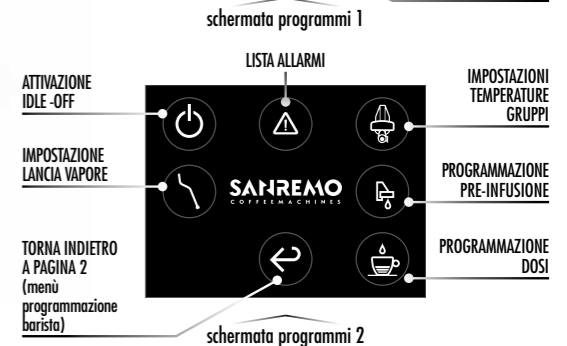 schermata programmi 1
LISTA ALLARMI
ATTIVAZIONE
IDLE -OFF
IMPOSTAZIONI
TEMPERATURE
GRUPPI
IMPOSTAZIONE
LANCIA VAPORE
SANREMO
COFFEEMACHINES
PROGRAMMAZIONE
PRE-INFUSIONE
TORNA INDIETRO
A PAGINA 2
(menù
programmazione
barista)
PROGRAMMAZIONE
DOSI
schermata programmi 2